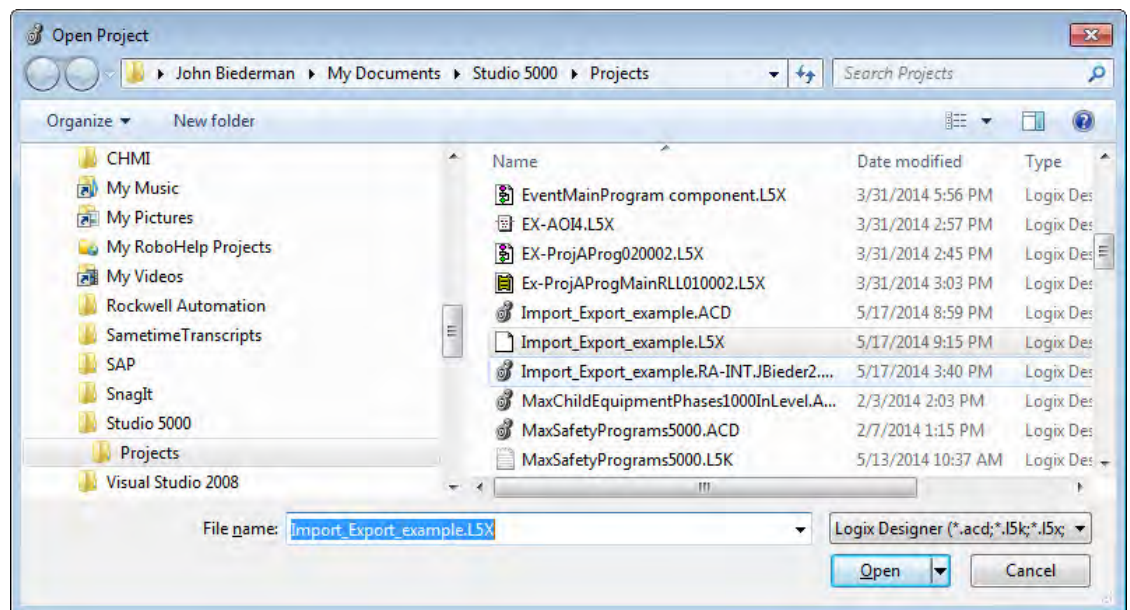 Open Project
John Biederman ▸ My Documents ▸ Studio 5000 ▸ Projects
Search Projects
Organize
New folder
CHMI
My Music
My Pictures
My RoboHelp Projects
My Videos
Rockwell Automation
SametimeTranscripts
SAP
SnagIt
Studio 5000
Projects
Visual Studio 2008
Name Date modified Type
EventMainProgram component.L5X 3/31/2014 5:56 PM Logix Des
EX-AOI4.L5X 3/31/2014 2:57 PM Logix Des
EX-ProjAProg020002.L5X 3/31/2014 2:45 PM Logix Des
Ex-ProjAProgMainRLL010002.L5X 3/31/2014 3:03 PM Logix Des
Import_Export_example.ACD 5/17/2014 8:59 PM Logix Des
Import_Export_example.L5X 5/17/2014 9:15 PM Logix Des
Import_Export_example.RA-INT.JBieder2.... 5/17/2014 3:40 PM Logix Des
MaxChildEquipmentPhases1000InLevel.A... 2/3/2014 2:03 PM Logix Des
MaxSafetyPrograms5000.ACD 2/7/2014 1:15 PM Logix Des
MaxSafetyPrograms5000.L5K 5/13/2014 10:37 AM Logix Des
File name: Import_Export_example.L5X
Logix Designer (*.acd;*.l5k;*.l5x;
Open
Cancel